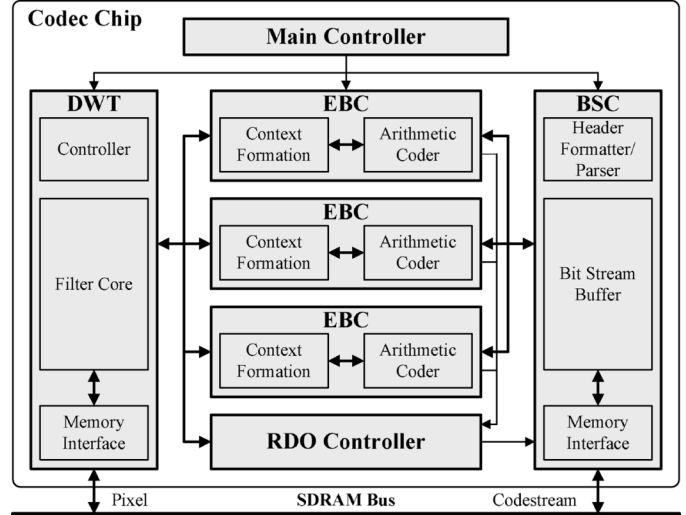 Codec Chip
Main Controller
DWT
Controller
Filter Core
Memory
Interface
EBC
Context
Formation
Arithmetic
Coder
EBC
Context
Formation
Arithmetic
Coder
EBC
Context
Formation
Arithmetic
Coder
RDO Controller
BSC
Header
Formatter/
Parser
Bit Stream
Buffer
Memory
Interface
Pixel
SDRAM Bus
Codestream